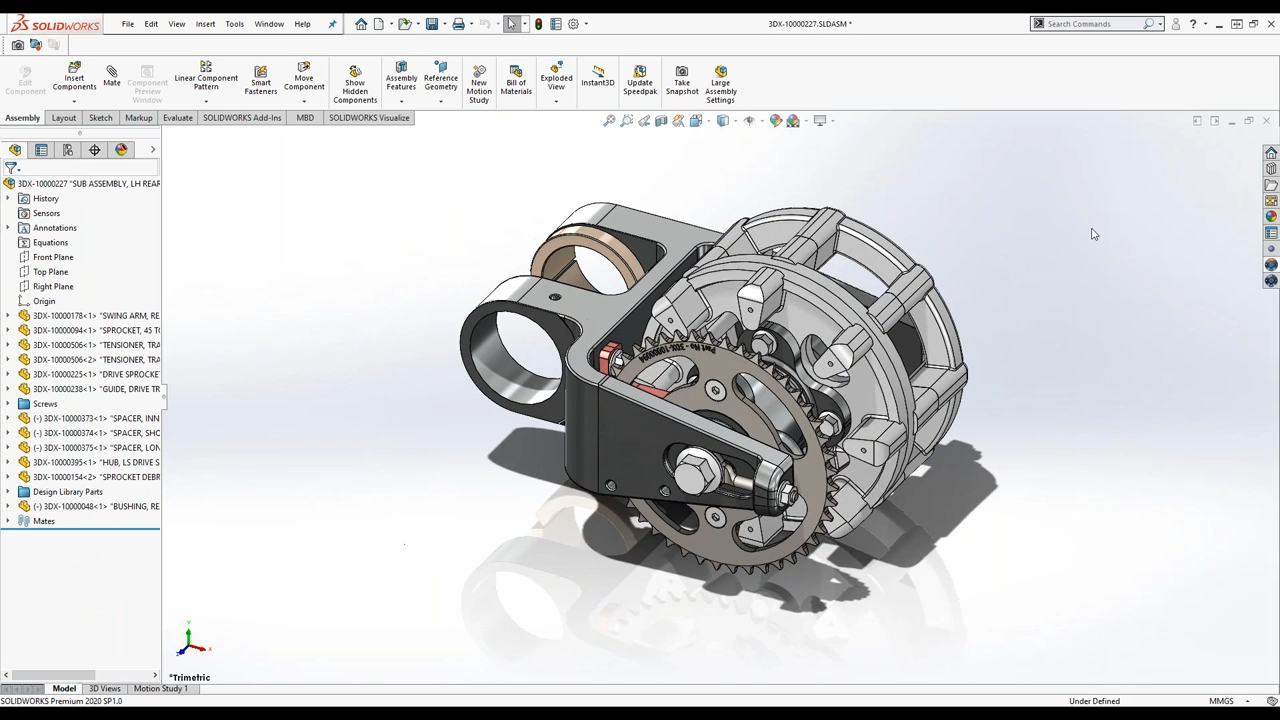 SOLIDWORKS
File Edit View Insert Tools Window Help
3DX-10000227.SLDASM *
Search Commands
Edit Component
Insert Components
Mate
Component Preview Window
Linear Component Pattern
Smart Fasteners
Move Component
Show Hidden Components
Assembly Features
Reference Geometry
New Motion Study
Bill of Materials
Exploded View
Instant3D
Update Speedpak
Take Snapshot
Large Assembly Settings
Assembly Layout Sketch Markup Evaluate SOLIDWORKS Add-Ins MBD SOLIDWORKS Visualize
3DX-10000227 "SUB ASSEMBLY, LH REAR
History
Sensors
Annotations
Equations
Front Plane
Top Plane
Right Plane
Origin
3DX-10000178<1> "SWING ARM, RE
3DX-10000094<1> "SPROCKET, 45 TO
3DX-10000506<1> "TENSIONER, TRA
3DX-10000506<2> "TENSIONER, TRA
3DX-10000225<1> "DRIVE SPROCKET
3DX-10000238<1> "GUIDE, DRIVE TR
Screws
(-) 3DX-10000373<1> "SPACER, INN
(-) 3DX-10000374<1> "SPACER, SHO
(-) 3DX-10000375<1> "SPACER, LON
3DX-10000395<1> "HUB, LS DRIVE S
3DX-10000154<2> "SPROCKET DEBR
Design Library Parts
(-) 3DX-10000048<1> "BUSHING, RE
Mates
Part No - 3DX-10000094
Y
X
Z
*Trimetric
Model 3D Views Motion Study 1
SOLIDWORKS Premium 2020 SP1.0
Under Defined
MMGS